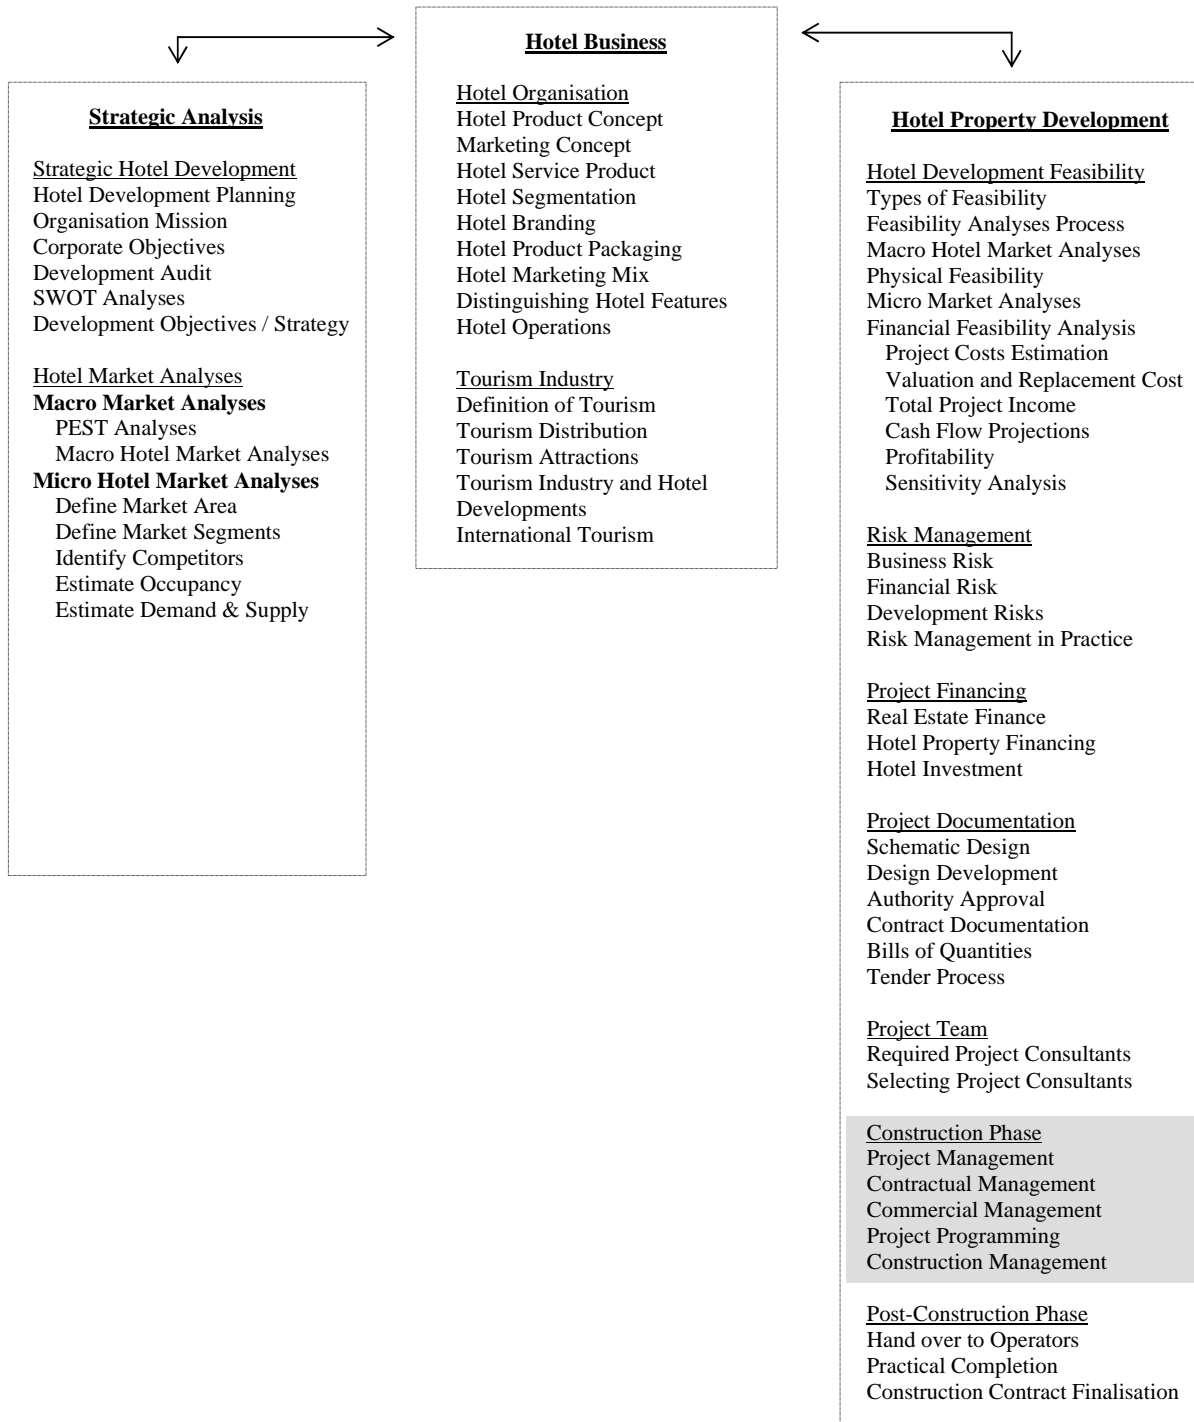 Hotel Business
Hotel Organisation
Hotel Product Concept
Marketing Concept
Hotel Service Product
Hotel Segmentation
Hotel Branding
Hotel Product Packaging
Hotel Marketing Mix
Distinguishing Hotel Features
Hotel Operations
Tourism Industry
Definition of Tourism
Tourism Distribution
Tourism Attractions
Tourism Industry and Hotel
Developments
International Tourism
Strategic Analysis
Strategic Hotel Development
Hotel Development Planning
Organisation Mission
Corporate Objectives
Development Audit
SWOT Analyses
Development Objectives / Strategy
Hotel Market Analyses
Macro Market Analyses
PEST Analyses
Macro Hotel Market Analyses
Micro Hotel Market Analyses
Define Market Area
Define Market Segments
Identify Competitors
Estimate Occupancy
Estimate Demand & Supply
Hotel Property Development
Hotel Development Feasibility
Types of Feasibility
Feasibility Analyses Process
Macro Hotel Market Analyses
Physical Feasibility
Micro Market Analyses
Financial Feasibility Analysis
Project Costs Estimation
Valuation and Replacement Cost
Total Project Income
Cash Flow Projections
Profitability
Sensitivity Analysis
Risk Management
Business Risk
Financial Risk
Development Risks
Risk Management in Practice
Project Financing
Real Estate Finance
Hotel Property Financing
Hotel Investment
Project Documentation
Schematic Design
Design Development
Authority Approval
Contract Documentation
Bills of Quantities
Tender Process
Project Team
Required Project Consultants
Selecting Project Consultants
Construction Phase
Project Management
Contractual Management
Commercial Management
Project Programming
Construction Management
Post-Construction Phase
Hand over to Operators
Practical Completion
Construction Contract Finalisation